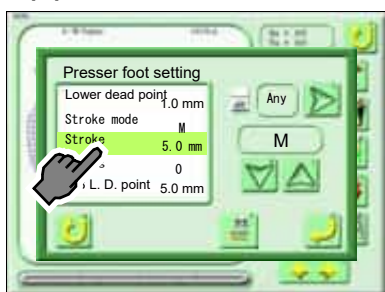 Presser foot setting
Lower dead point 1.0 mm
Stroke mode M
Stroke 5.0 mm
0
L. D. point 5.0 mm
Any
M